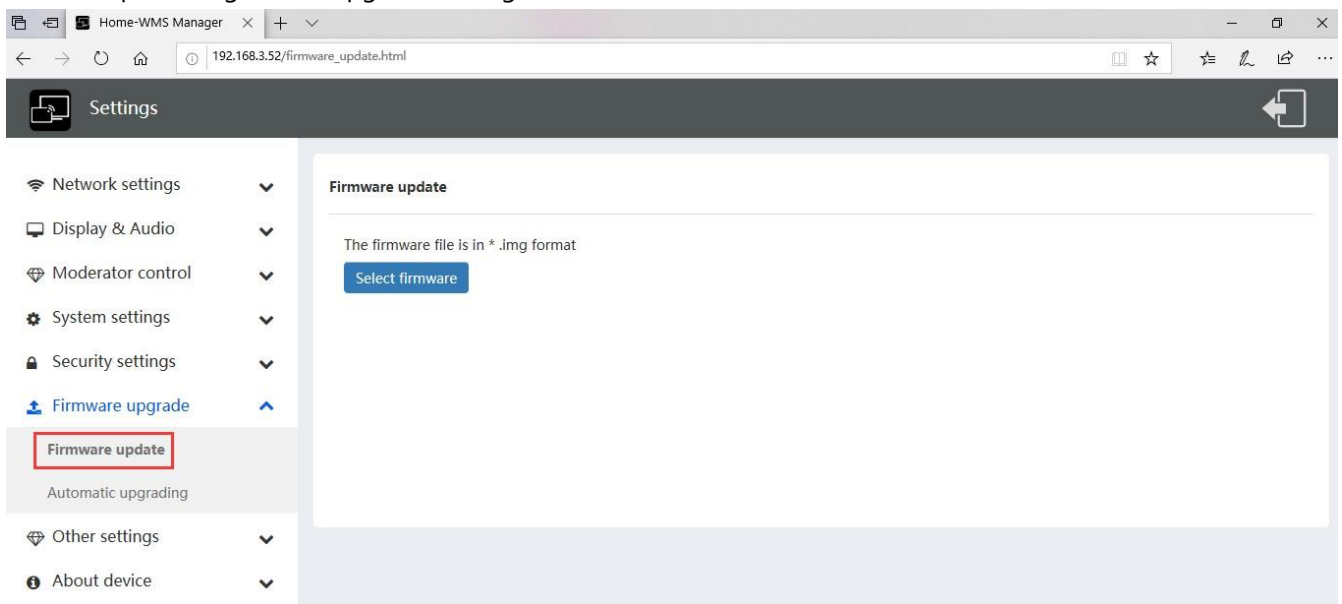 Home-WMS Manager
192.168.3.52/firmware_update.html
Settings
Network settings
Display & Audio
Moderator control
System settings
Security settings
Firmware upgrade
Firmware update
Automatic upgrading
Other settings
About device
Firmware update
The firmware file is in * .img format
Select firmware